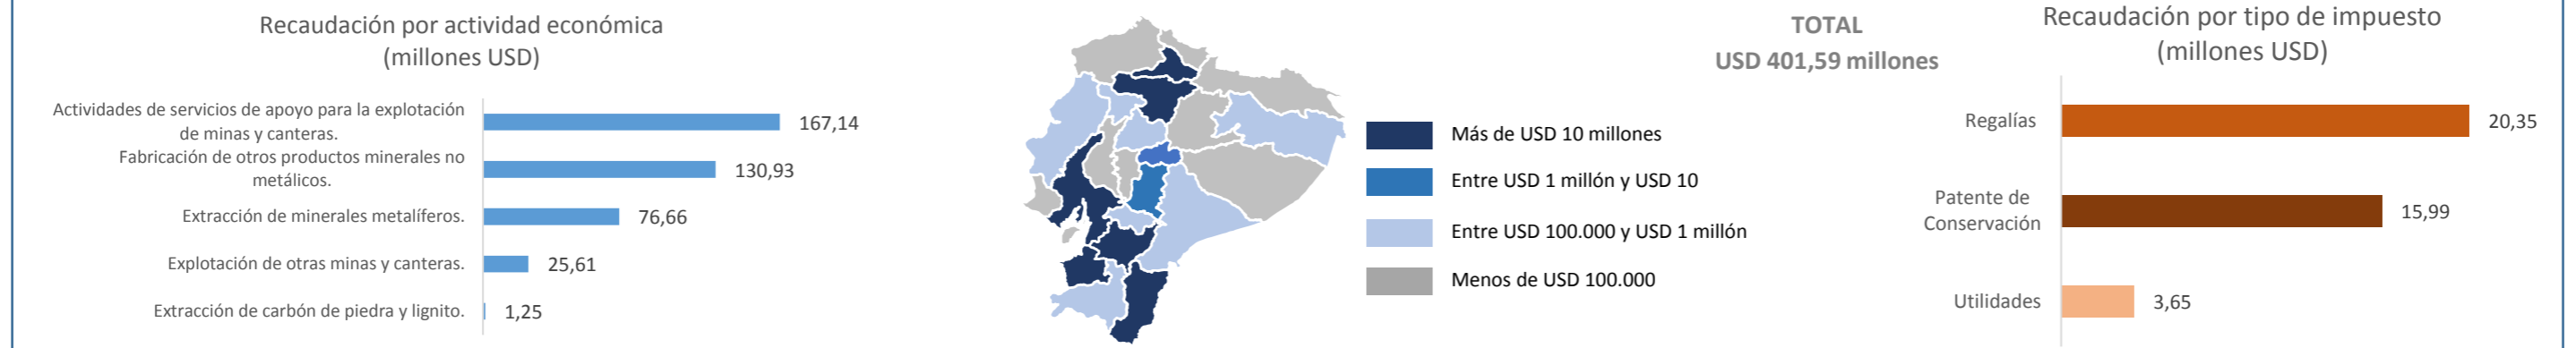 Recaudación por actividad económica
(millones USD)
Actividades de servicios de apoyo para la explotación
de minas y canteras.
167,14
Fabricación de otros productos minerales no
metálicos.
130,93
Extracción de minerales metalíferos.
76,66
Explotación de otras minas y canteras.
25,61
Extracción de carbón de piedra y lignito.
1,25
Más de USD 10 millones
Entre USD 1 millón y USD 10
Entre USD 100.000 y USD 1 millón
Menos de USD 100.000
TOTAL
USD 401,59 millones
Recaudación por tipo de impuesto
(millones USD)
Regalías
20,35
Patente de
Conservación
15,99
Utilidades
3,65